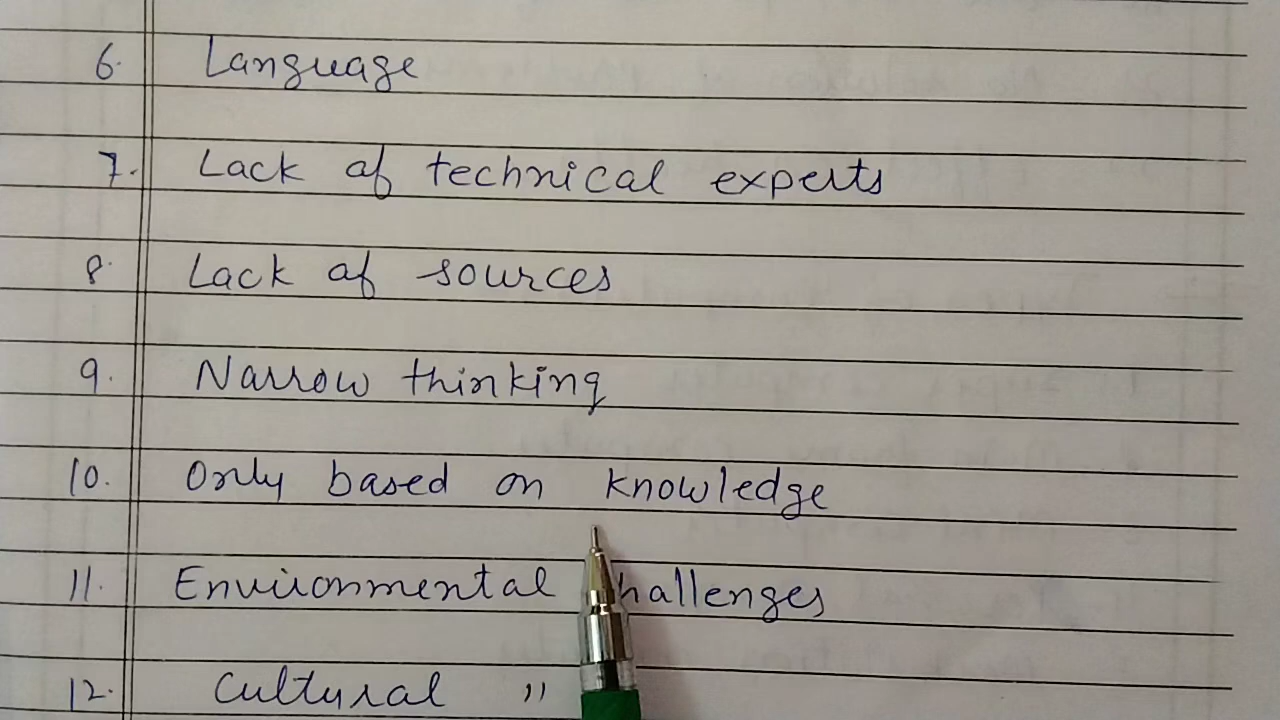 6. Language
7. Lack of technical experts
8. Lack of sources
9. Narrow thinking
10. Only based on knowledge
11. Environmental challenges
12. Cultural "